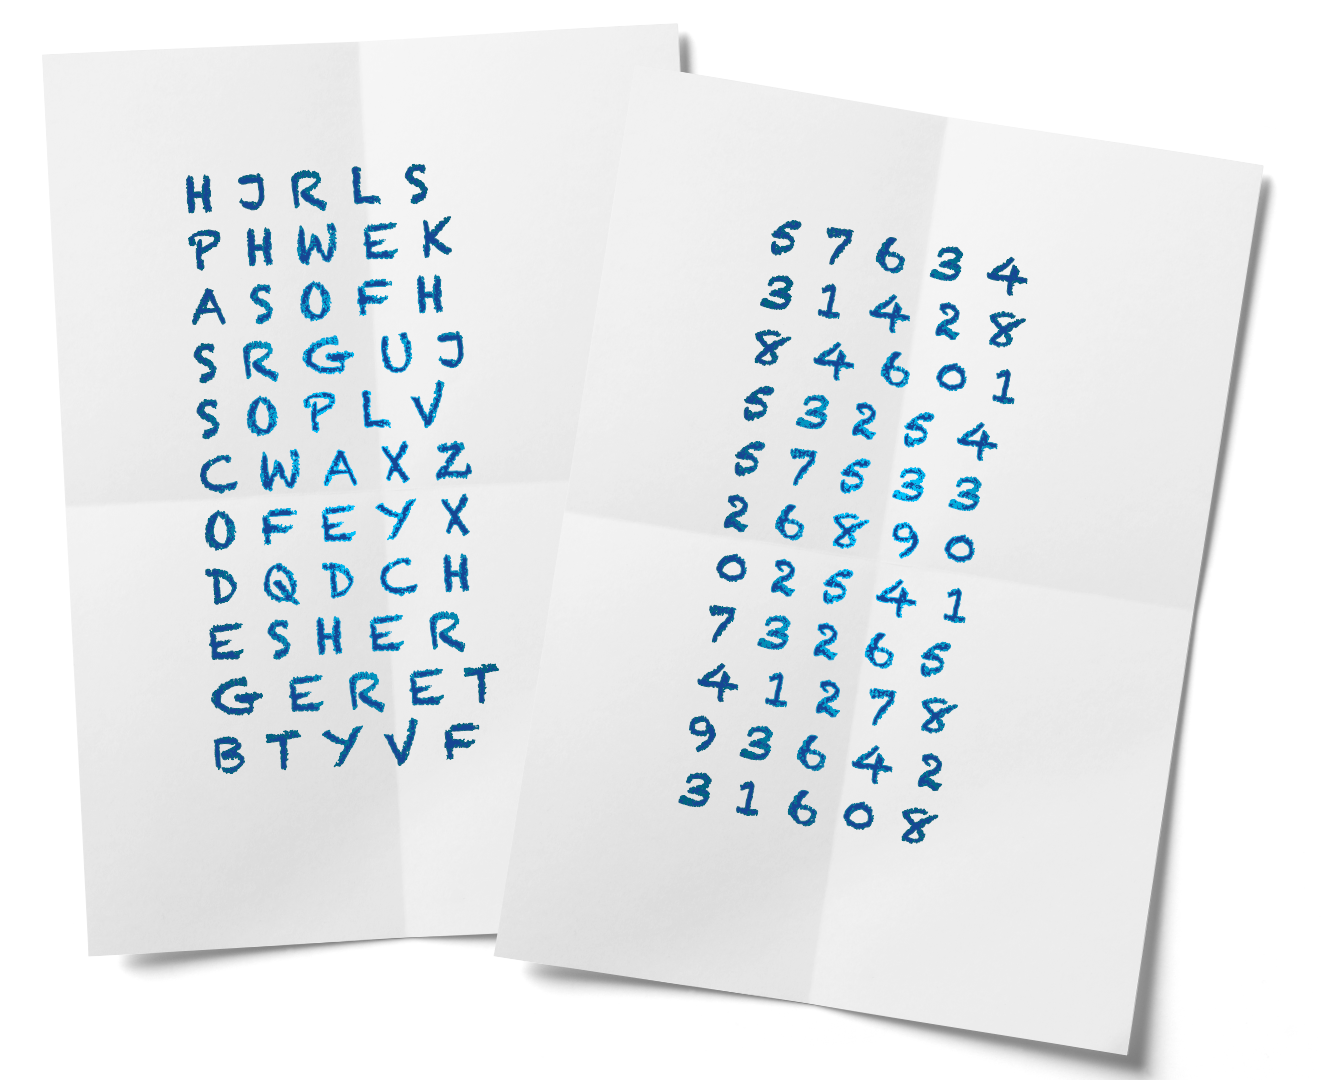 H J R L S
P H W E K
A S O F H
S R G U J
S O P L V
C W A X Z
O F E Y X
D Q D C H
E S H E R
G E R E T
B T Y V F
5 7 6 3 4
3 1 4 2 8
8 4 6 0 1
5 3 2 5 4
5 7 5 3 3
2 6 8 9 0
0 2 5 4 1
7 3 2 6 5
4 1 2 7 8
9 3 6 4 2
3 1 6 0 8